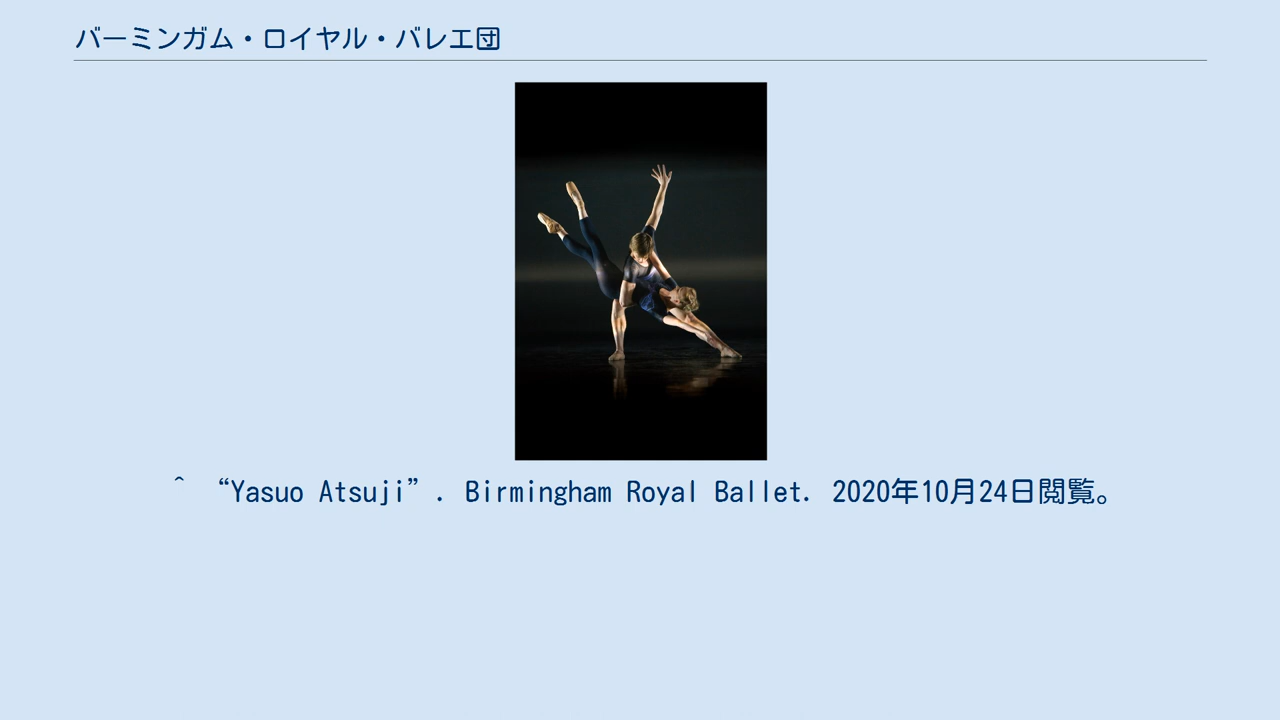 バーミンガム・ロイヤル・バレエ団
^ “Yasuo Atsuji”. Birmingham Royal Ballet. 2020年10月24日閲覧。